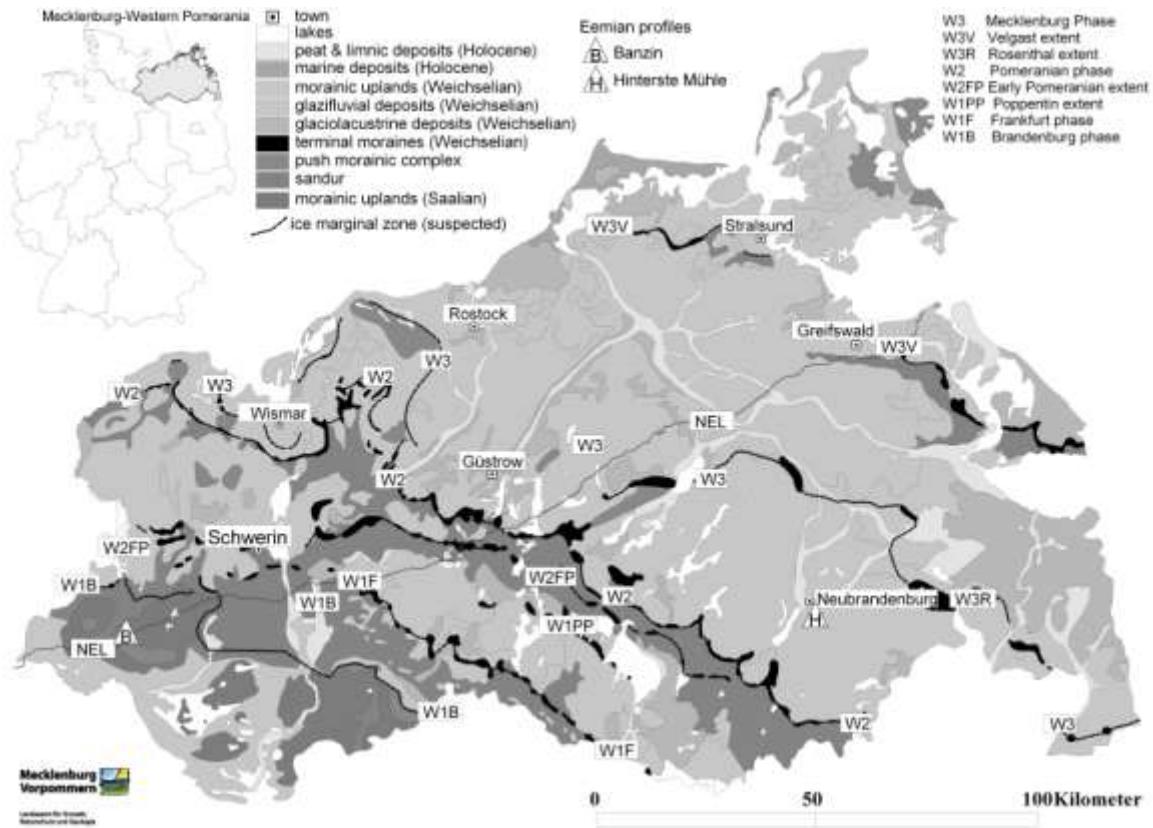 Mecklenburg-Western Pomerania
town
lakes
peat & limnic deposits (Holocene)
marine deposits (Holocene)
morainic uplands (Weichselian)
glazifluvial deposits (Weichselian)
glaciolacustrine deposits (Weichselian)
terminal moraines (Weichselian)
push morainic complex
sandur
morainic uplands (Saalian)
ice marginal zone (suspected)
Eemian profiles
B Banzin
H Hinterste Mühle
W3 Mecklenburg Phase
W3V Velgast extent
W3R Rosenthal extent
W2 Pomeranian phase
W2FP Early Pomeranian extent
W1PP Poppentin extent
W1F Frankfurt phase
W1B Brandenburg phase
W3V
Stralsund
Rostock
Greifswald
W3V
W3
W2
W2
W3
Wismar
NEL
W3
Güstrow
W2
W3
Schwerin
W2FP
W1B
W1F
W1B
W2FP
W2
Neubrandenburg
W3R
H
W1PP
B
NEL
W1B
W2
W3
W1F
Mecklenburg
Vorpommern
0 50 100Kilometer